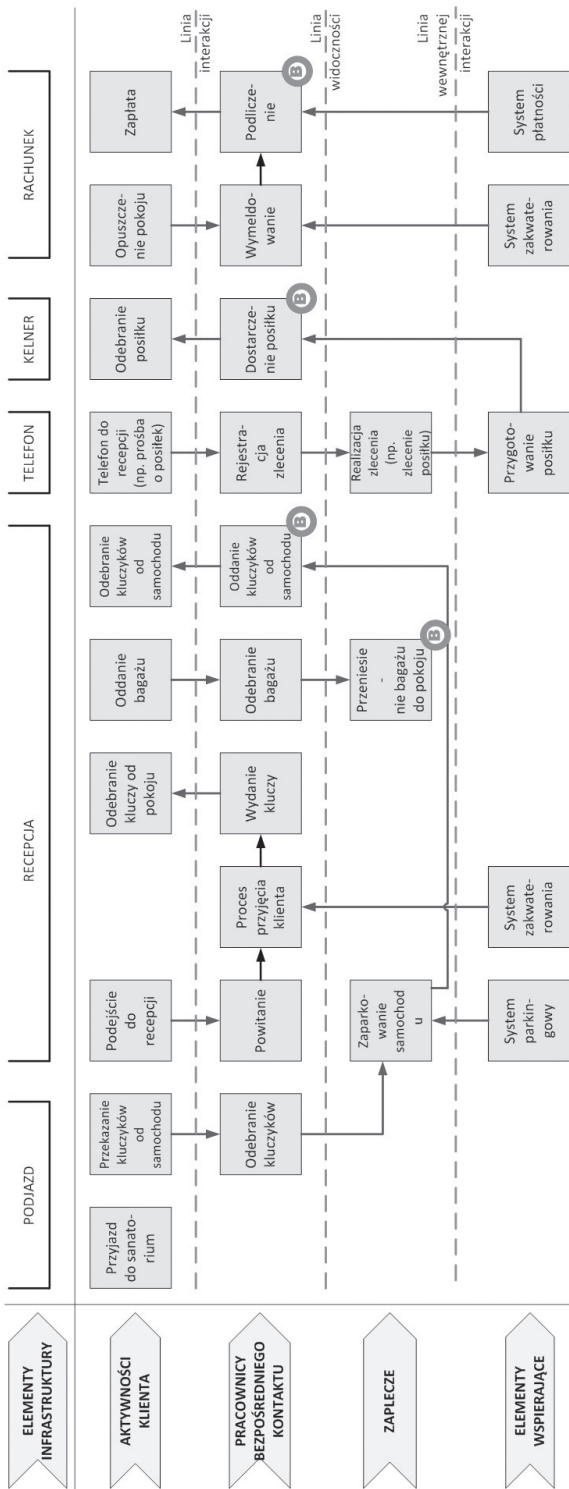 ELEMENTY
INFRASTRUKTURY
PODJAZD
RECEPCJA
TELEFON
KELNER
RACHUNEK
AKTYWNOŚCI
KLIENTA
Przyjazd
do sanato-
rium
Przekazanie
kluczyków
od
samochodu
Podejście
do
recepcji
Odebranie
kluczy od
pokoju
Oddanie
bagażu
Odebranie
kluczyków
od
samochodu
Telefon do
recepcji
(np. prośba
o posiłek)
Odebranie
posiłku
Opuszcze-
nie pokoju
Zapłata
Linia
interakcji
PRACOWNICY
BEZPOŚREDNIEGO
KONTAKTU
Odebranie
kluczyków
Powitanie
Proces
przyjęcia
klienta
Wydanie
kluczy
Odebranie
bagażu
Oddanie
kluczyków
od
samochodu
B
Rejestra-
cja
zlecenia
Dostarcze-
nie posiłku
B
Wymeldo-
wanie
Podlicze-
nie
B
Linia
widoczności
ZAPLECZE
Zaparko-
wanie
samochod
u
Przeniesie
-
nie bagażu
do pokoju
B
Realizacja
zlecenia
(np.
zlecenie
posiłku)
Linia
wewnętrznej
interakcji
ELEMENTY
WSPIERAJĄCE
System
parkin-
gowy
System
zakwate-
rowania
Przygoto-
wanie
posiłku
System
zakwate-
rowania
System
płatności